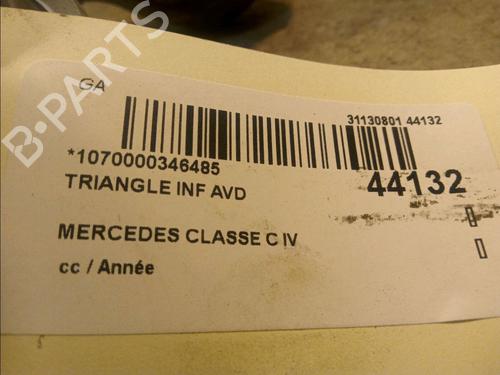 B-PARTS
GA
31130801 44132
*1070000346485
44132
TRIANGLE INF AVD
MERCEDES CLASSE C IV
cc / Année